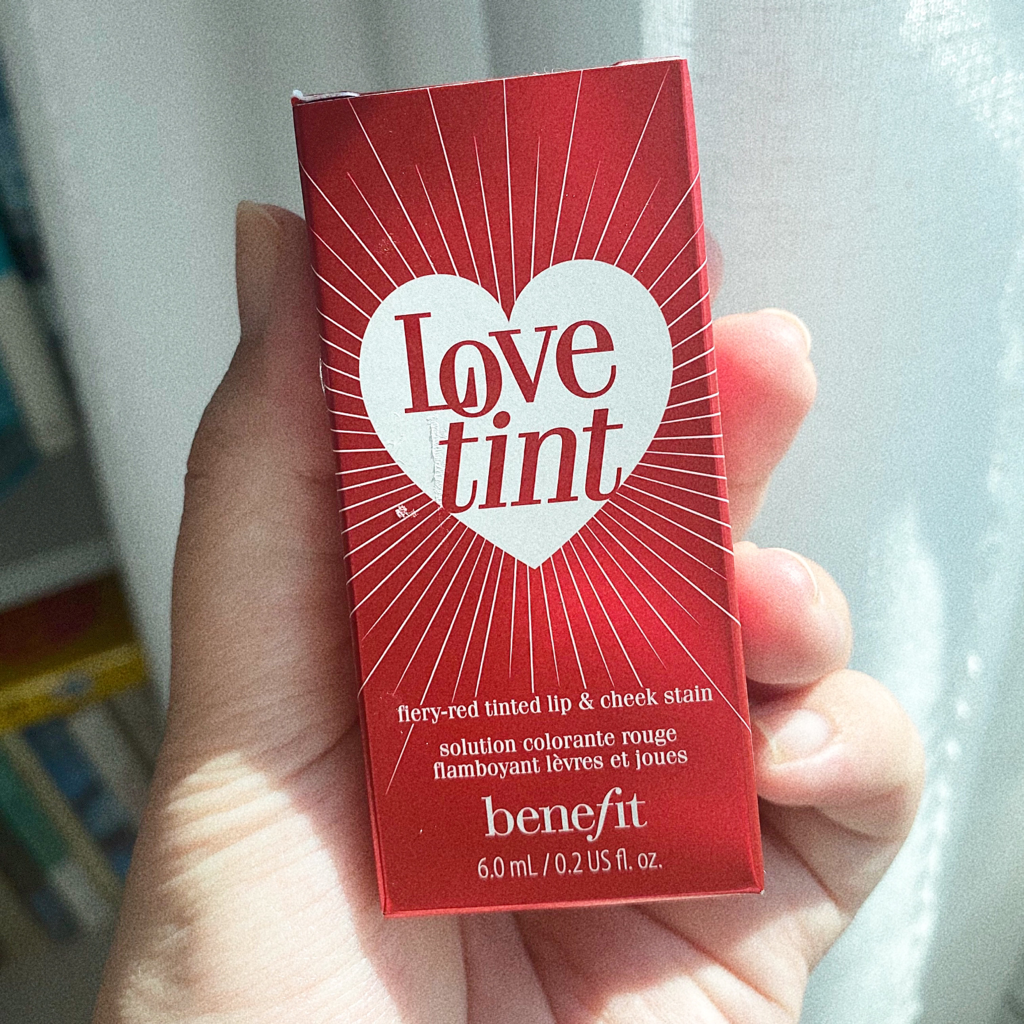 Love
tint
fiery-red tinted lip & cheek stain
solution colorante rouge
flamboyant lèvres et joues
benefit
6.0 mL / 0.2 US fl. oz.